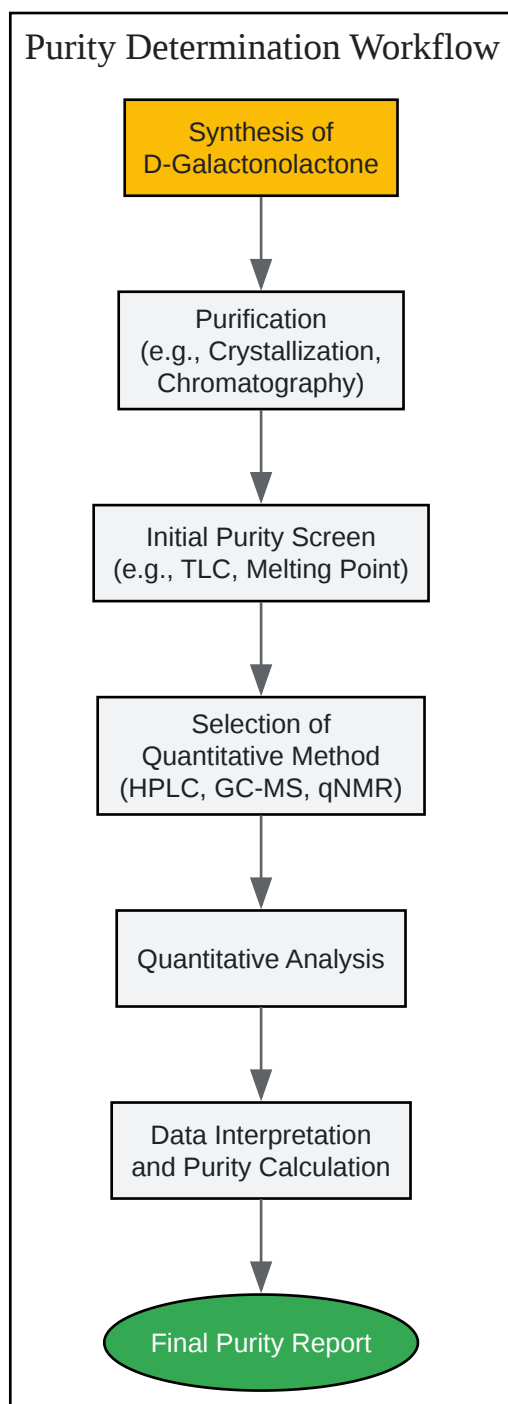 Purity Determination Workflow
Synthesis of
D-Galactonolactone
Purification
(e.g., Crystallization,
Chromatography)
Initial Purity Screen
(e.g., TLC, Melting Point)
Selection of
Quantitative Method
(HPLC, GC-MS, qNMR)
Quantitative Analysis
Data Interpretation
and Purity Calculation
Final Purity Report